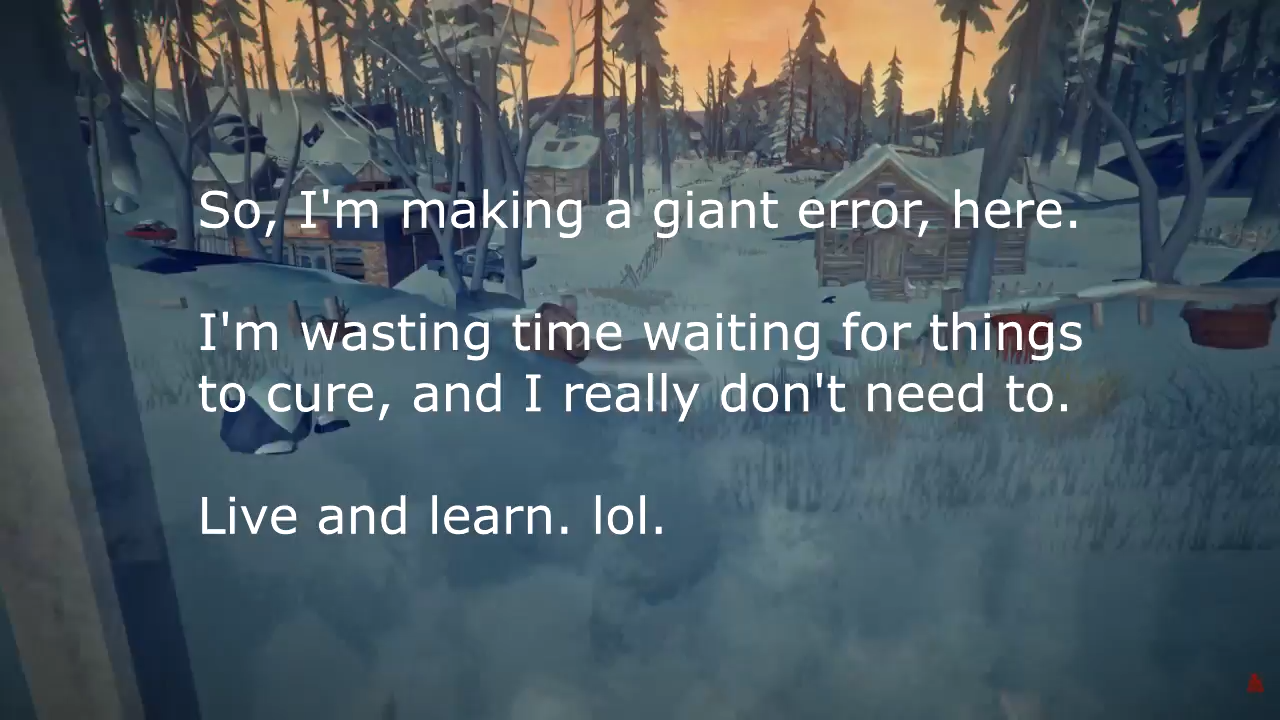 So, I'm making a giant error, here.
I'm wasting time waiting for things
to cure, and I really don't need to.
Live and learn. lol.